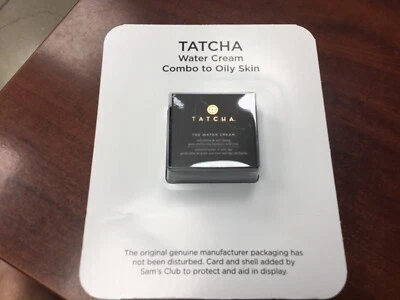 TATCHA
Water Cream
Combo to Oily Skin
TATCHA
THE WATER CREAM
The original genuine manufacturer packaging has
not been disturbed. Card and shell added by
Sam's Club to protect and aid in display.